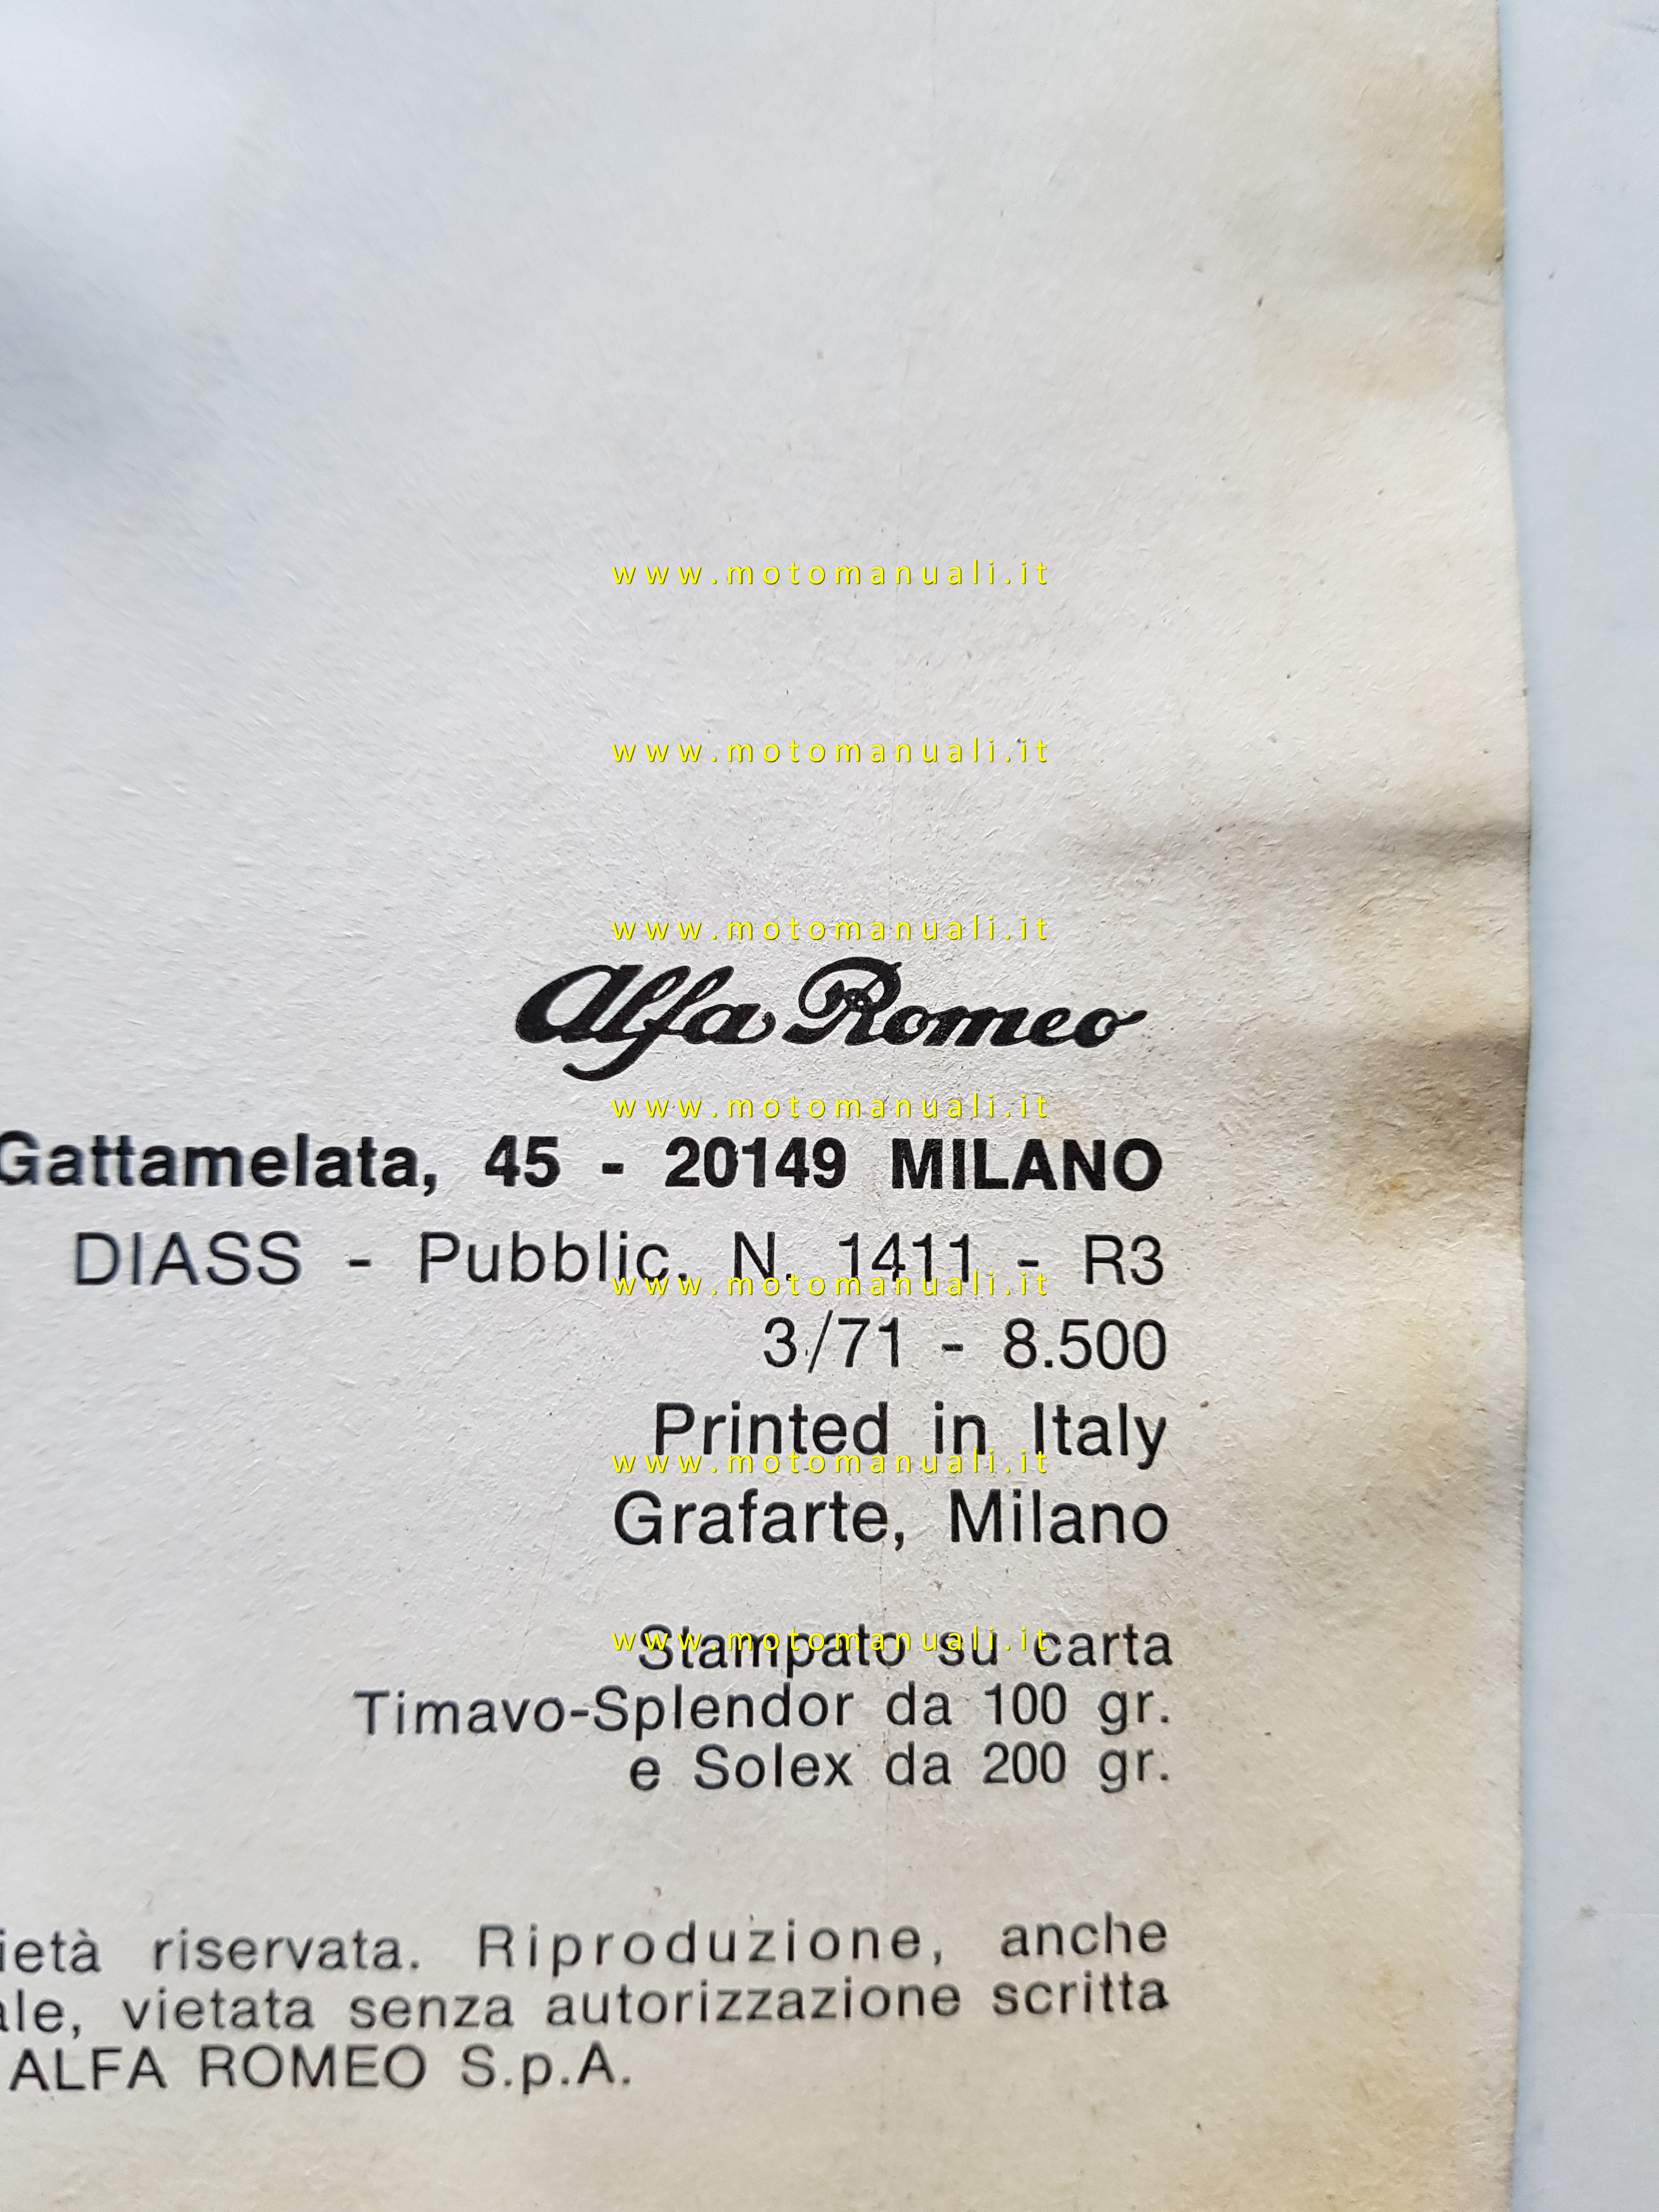 www.motomanuali.it
www.motomanuali.it
www.motomanuali.it
Alfa Romeo
www.motomanuali.it
Gattamelata, 45 - 20149 MILANO
DIASS - Pubblic. N. 1411 - R3
www.motomanuali.it
3/71 - 8.500
Printed in Italy
www.motomanuali.it
Grafarte, Milano
Stampato su carta
www.motomanuali.it
Timavo-Splendor da 100 gr.
e Solex da 200 gr.
ietà riservata. Riproduzione, anche
ale, vietata senza autorizzazione scritta
ALFA ROMEO S.p.A.